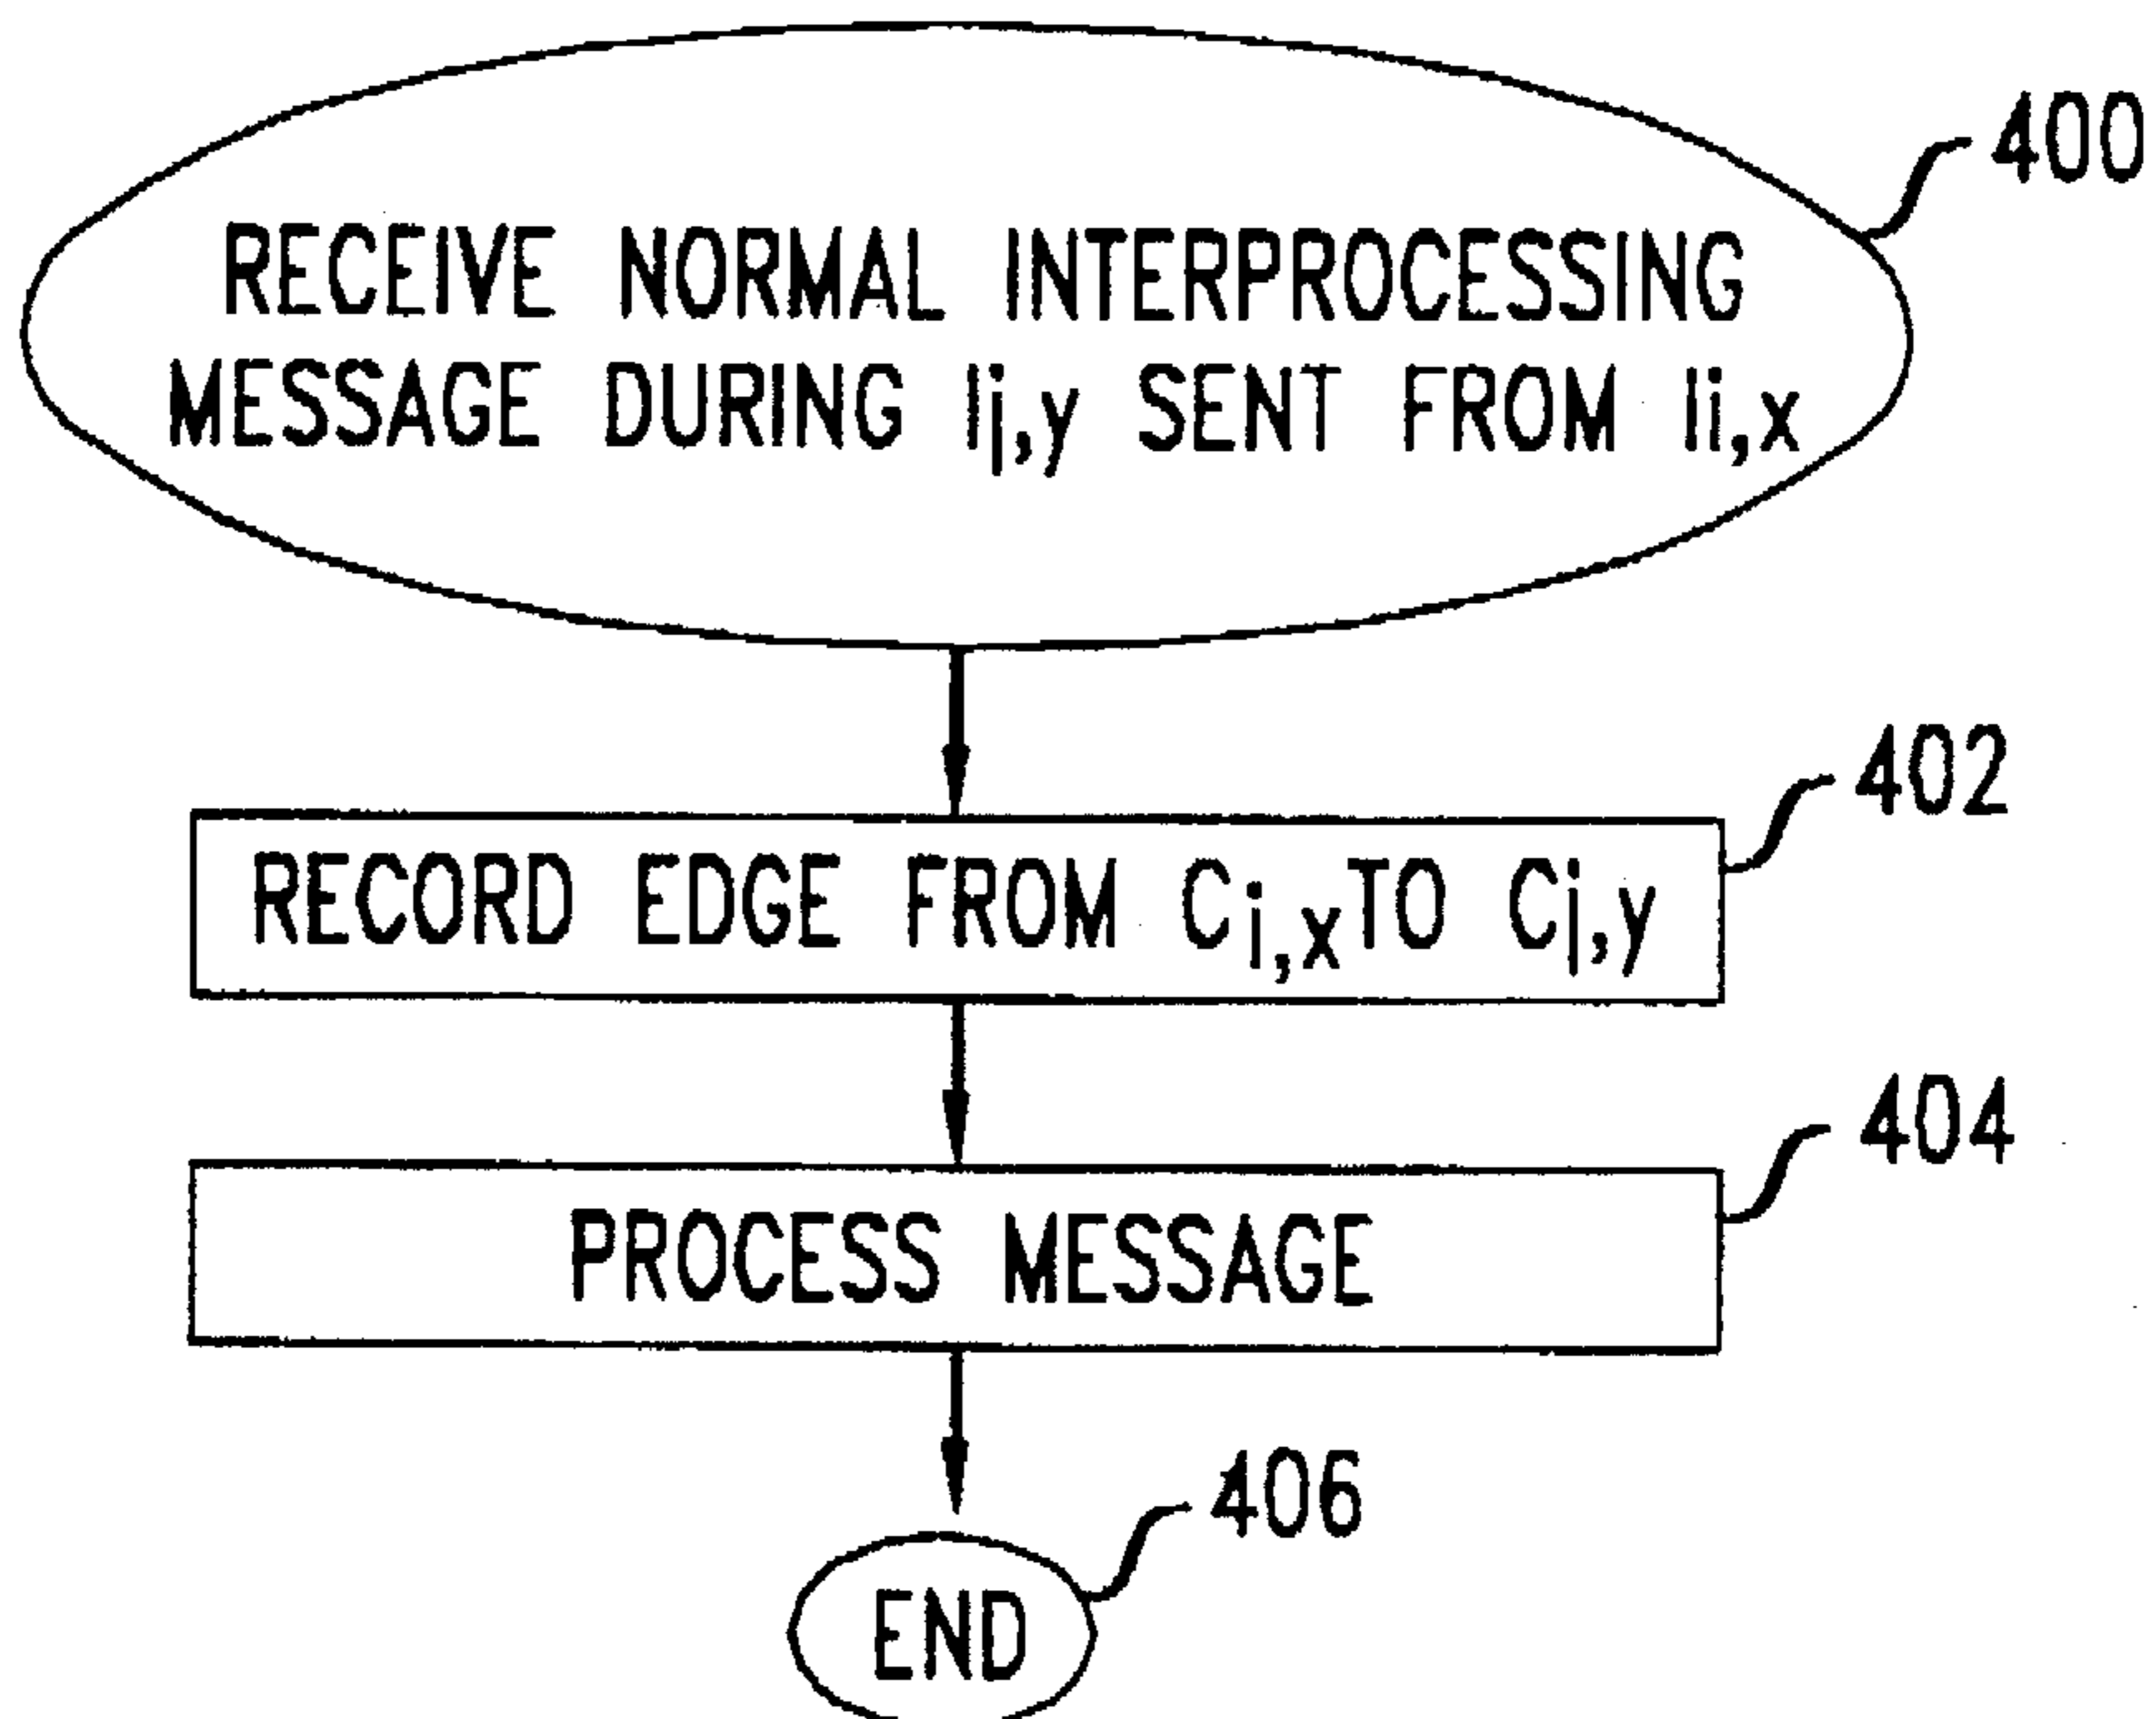 400
RECEIVE NORMAL INTERPROCESSING
MESSAGE DURING Ij,y SENT FROM Ii,x
402
RECORD EDGE FROM Ci,x TO Cj,y
404
PROCESS MESSAGE
406
END